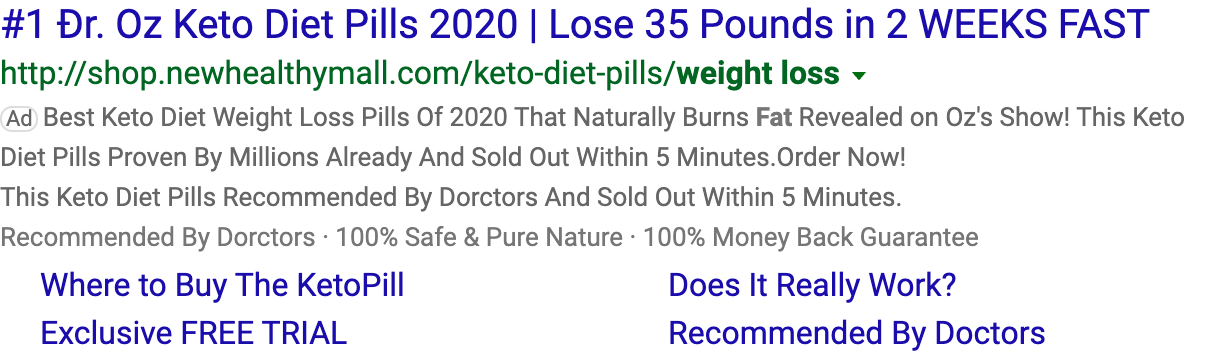 #1 Đr. Oz Keto Diet Pills 2020 | Lose 35 Pounds in 2 WEEKS FAST
http://shop.newhealthymall.com/keto-diet-pills/weight loss
Ad Best Keto Diet Weight Loss Pills Of 2020 That Naturally Burns Fat Revealed on Oz's Show! This Keto
Diet Pills Proven By Millions Already And Sold Out Within 5 Minutes.Order Now!
This Keto Diet Pills Recommended By Dorctors And Sold Out Within 5 Minutes.
Recommended By Dorctors · 100% Safe & Pure Nature · 100% Money Back Guarantee
Where to Buy The KetoPill Does It Really Work?
Exclusive FREE TRIAL Recommended By Doctors